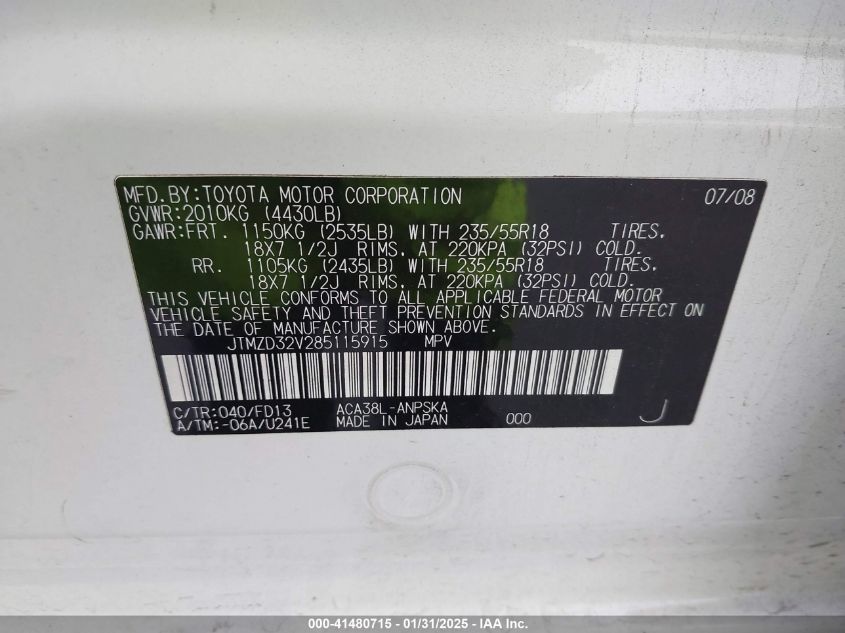 MFD.BY:TOYOTA MOTOR CORPORATION 07/08
GVWR:2010KG (4430LB)
GAWR:FRT. 1150KG (2535LB) WITH 235/55R18 TIRES,
18X7 1/2J RIMS, AT 220KPA (32PSI) COLD.
RR. 1105KG (2435LB) WITH 235/55R18 TIRES,
18X7 1/2J RIMS, AT 220KPA (32PSI) COLD.
THIS VEHICLE CONFORMS TO ALL APPLICABLE FEDERAL MOTOR
VEHICLE SAFETY AND THEFT PREVENTION STANDARDS IN EFFECT ON
THE DATE OF MANUFACTURE SHOWN ABOVE.
JTMZD32V285115915 MPV
C/TR:040/FD13 ACA38L-ANPSKA
A/TM:-06A/U241E MADE IN JAPAN 000 J
000-41480715 - 01/31/2025 - IAA Inc.